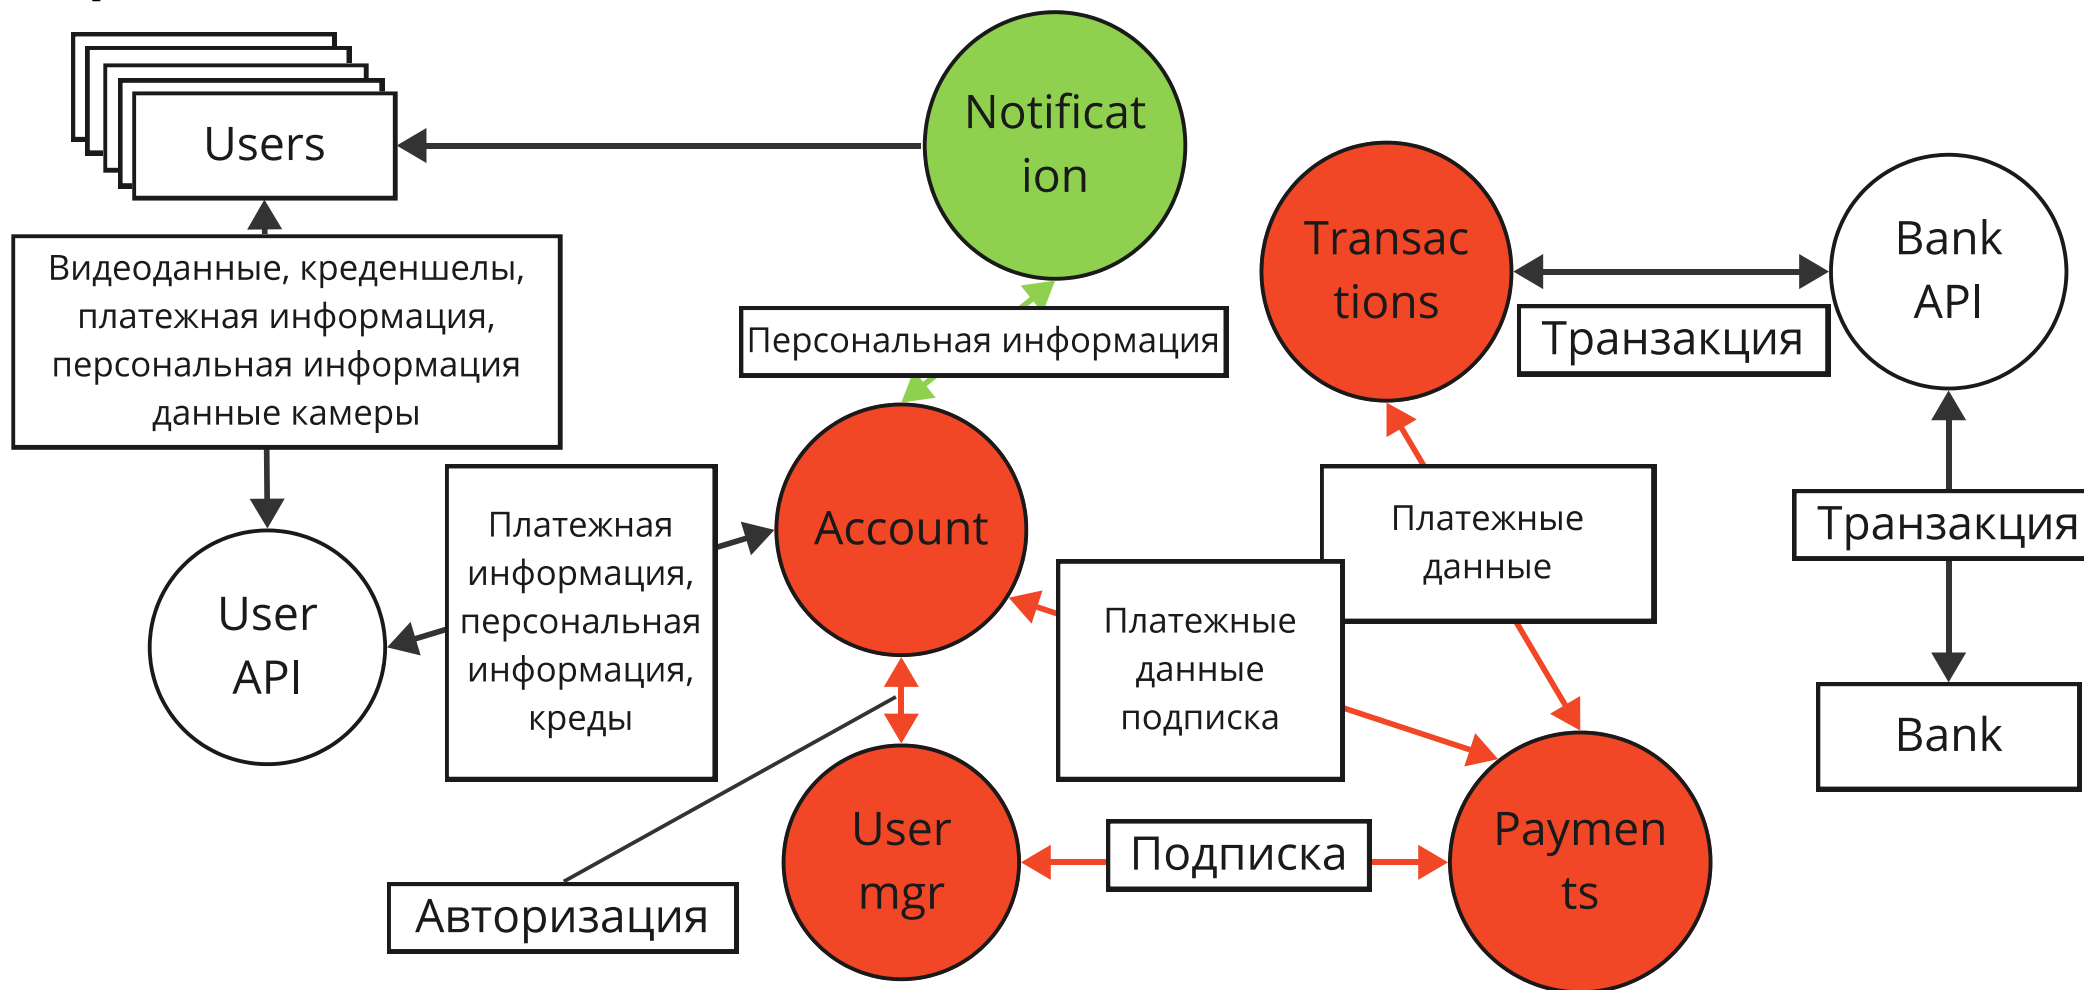 Users
Notificat
ion
Transac
tions
Bank
API
Видеоданные, креденшелы,
платежная информация,
персональная информация
данные камеры
Персональная информация
Транзакция
Платежная
информация,
персональная
информация,
креды
Account
Платежные
данные
Транзакция
User
API
Платежные
данные
подписка
Bank
User
mgr
Подписка
Paymen
ts
Авторизация